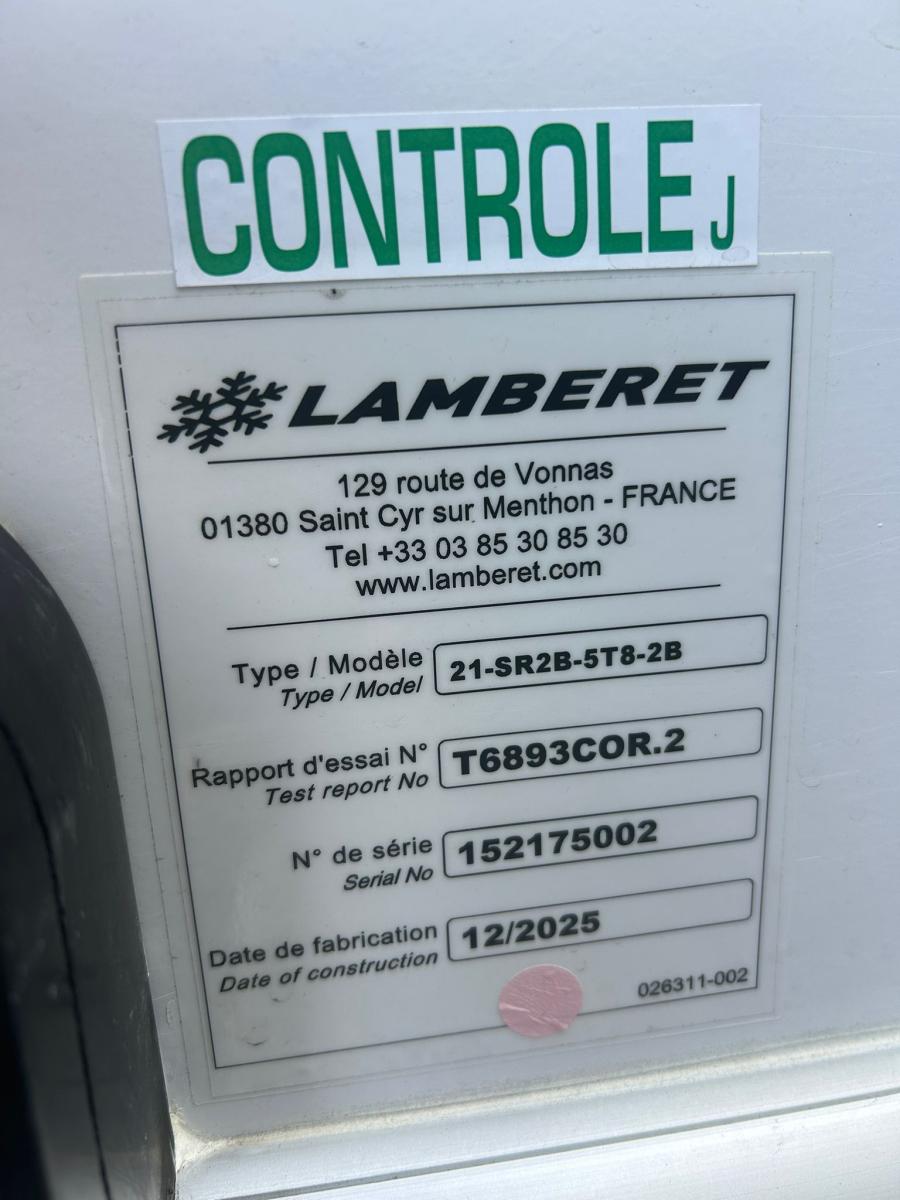 CONTROLE J
LAMBERET
129 route de Vonnas
01380 Saint Cyr sur Menthon - FRANCE
Tel +33 03 85 30 85 30
www.lamberet.com
Type / Modèle 21-SR2B-5T8-2B
Type / Model
Rapport d'essai N° T6893COR.2
Test report No
N° de série 152175002
Serial No
Date de fabrication 12/2025
Date of construction
026311-002